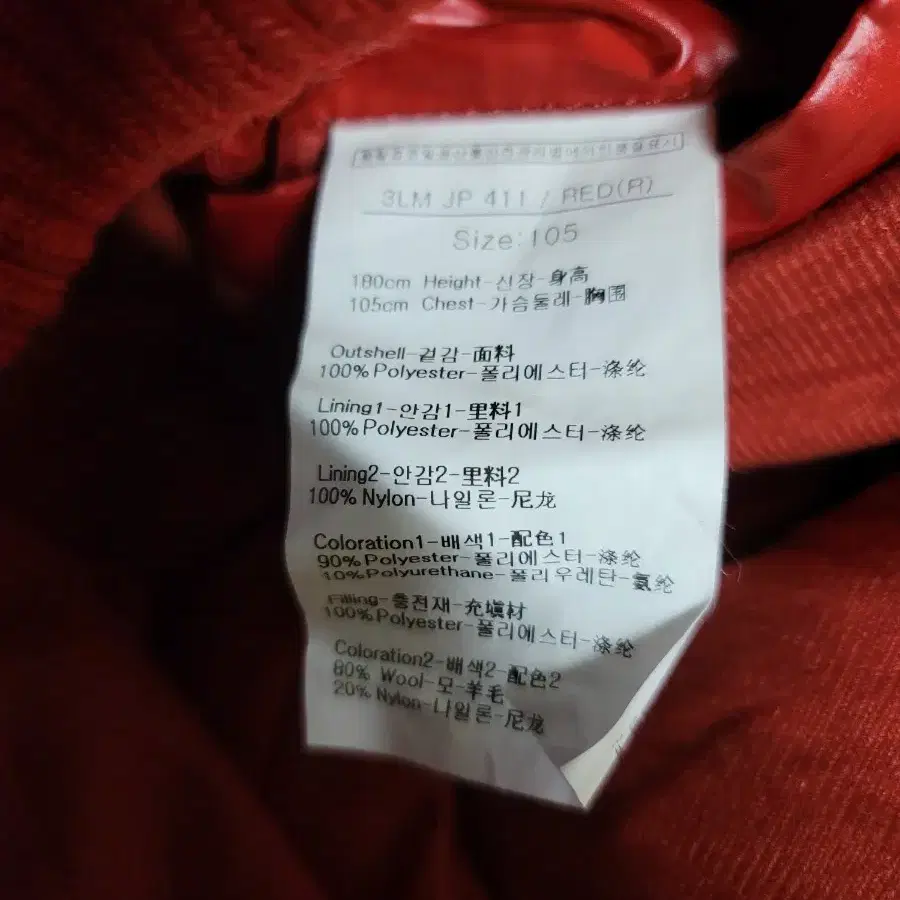 3LM JP 411 / RED(R)
Size:105
180cm Height-신장-身高
105cm Chest-가슴둘레-胸围
Outshell-겉감-面料
100%Polyester-폴리에스터-涤纶
Lining1-안감1-里料1
100%Polyester-폴리에스터-涤纶
Lining2-안감2-里料2
100% Nylon-나일론-尼龙
Coloration1-배색1-配色1
90%Polyester-폴리에스터-涤纶
10%Polyurethane-폴리우레탄-氨纶
Filling-충전재-充填材
100%Polyester-폴리에스터-涤纶
Coloration2-배색2-配色2
80% Wool-모-羊毛
20% Nylon-나일론-尼龙